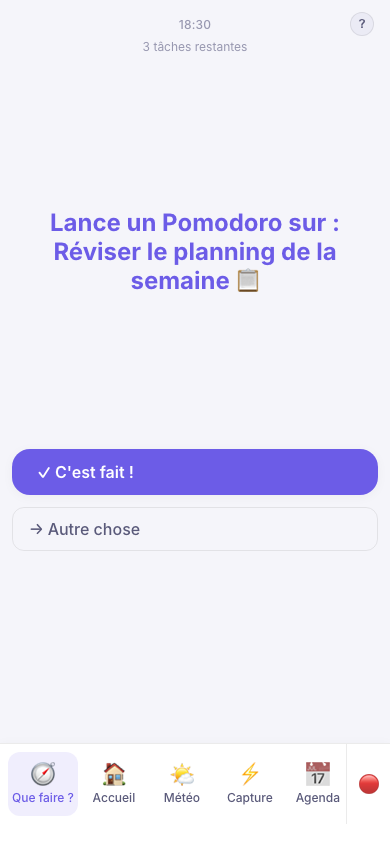 18:30
?
3 tâches restantes
Lance un Pomodoro sur :
Réviser le planning de la
semaine 📋
✓ C'est fait !
→ Autre chose
17
Que faire ? Accueil Météo Capture Agenda